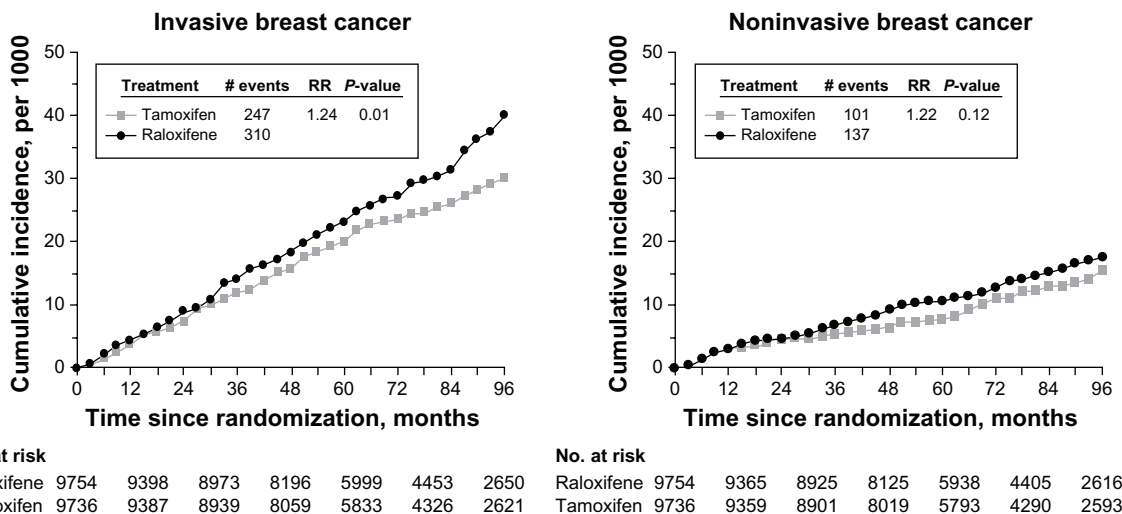 Invasive breast cancer
Cumulative incidence, per 1000
50
40
30
20
10
0
Treatment # events RR P-value
Tamoxifen 247 1.24 0.01
Raloxifene 310
0 12 24 36 48 60 72 84 96
Time since randomization, months
at risk
xifene 9754 9398 8973 8196 5999 4453 2650
oxifen 9736 9387 8939 8059 5833 4326 2621
Noninvasive breast cancer
Cumulative incidence, per 1000
50
40
30
20
10
0
Treatment # events RR P-value
Tamoxifen 101 1.22 0.12
Raloxifene 137
0 12 24 36 48 60 72 84 96
Time since randomization, months
No. at risk
Raloxifene 9754 9365 8925 8125 5938 4405 2616
Tamoxifen 9736 9359 8901 8019 5793 4290 2593